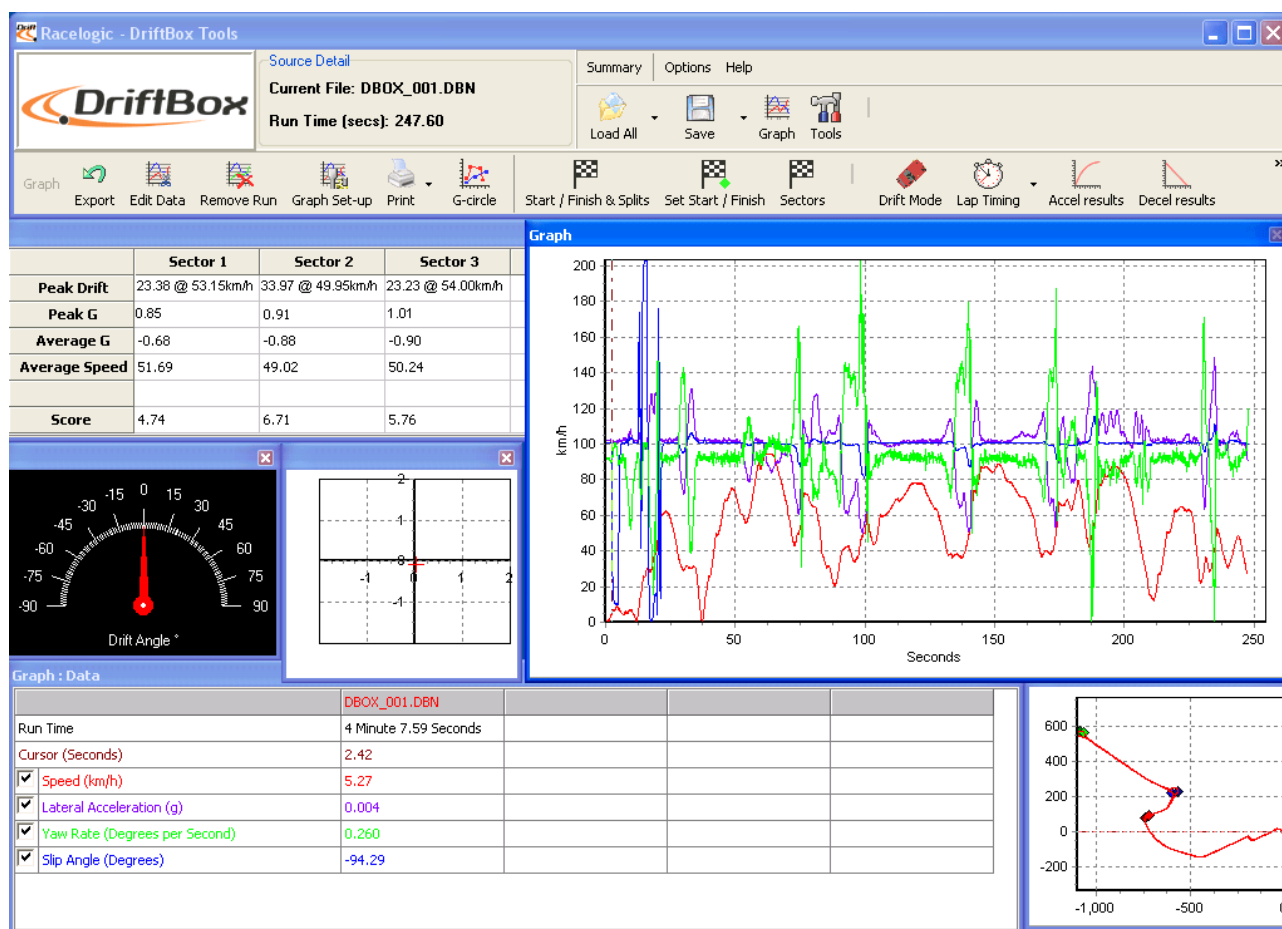 Racelogic - DriftBox Tools
DriftBox
Source Detail
Current File: DBOX_001.DBN
Run Time (secs): 247.60
Summary Options Help
Load All Save Graph Tools
Graph Export Edit Data Remove Run Graph Set-up Print G-circle Start / Finish & Splits Set Start / Finish Sectors Drift Mode Lap Timing Accel results Decel results »
Sector 1 Sector 2 Sector 3
Peak Drift 23.38 @ 53.15km/h 33.97 @ 49.95km/h 23.23 @ 54.00km/h
Peak G 0.85 0.91 1.01
Average G -0.68 -0.88 -0.90
Average Speed 51.69 49.02 50.24
Score 4.74 6.71 5.76
Graph
200
180
160
140
120
100
80
60
40
20
0
km/h
0 50 100 150 200 250
Seconds
-90 -75 -60 -45 -30 -15 0 15 30 45 60 75 90
Drift Angle °
2
1
0
-1
-1 0 1 2
Graph : Data
DBOX_001.DBN
Run Time 4 Minute 7.59 Seconds
Cursor (Seconds) 2.42
Speed (km/h) 5.27
Lateral Acceleration (g) 0.004
Yaw Rate (Degrees per Second) 0.260
Slip Angle (Degrees) -94.29
600
400
200
0
-200
-1,000 -500